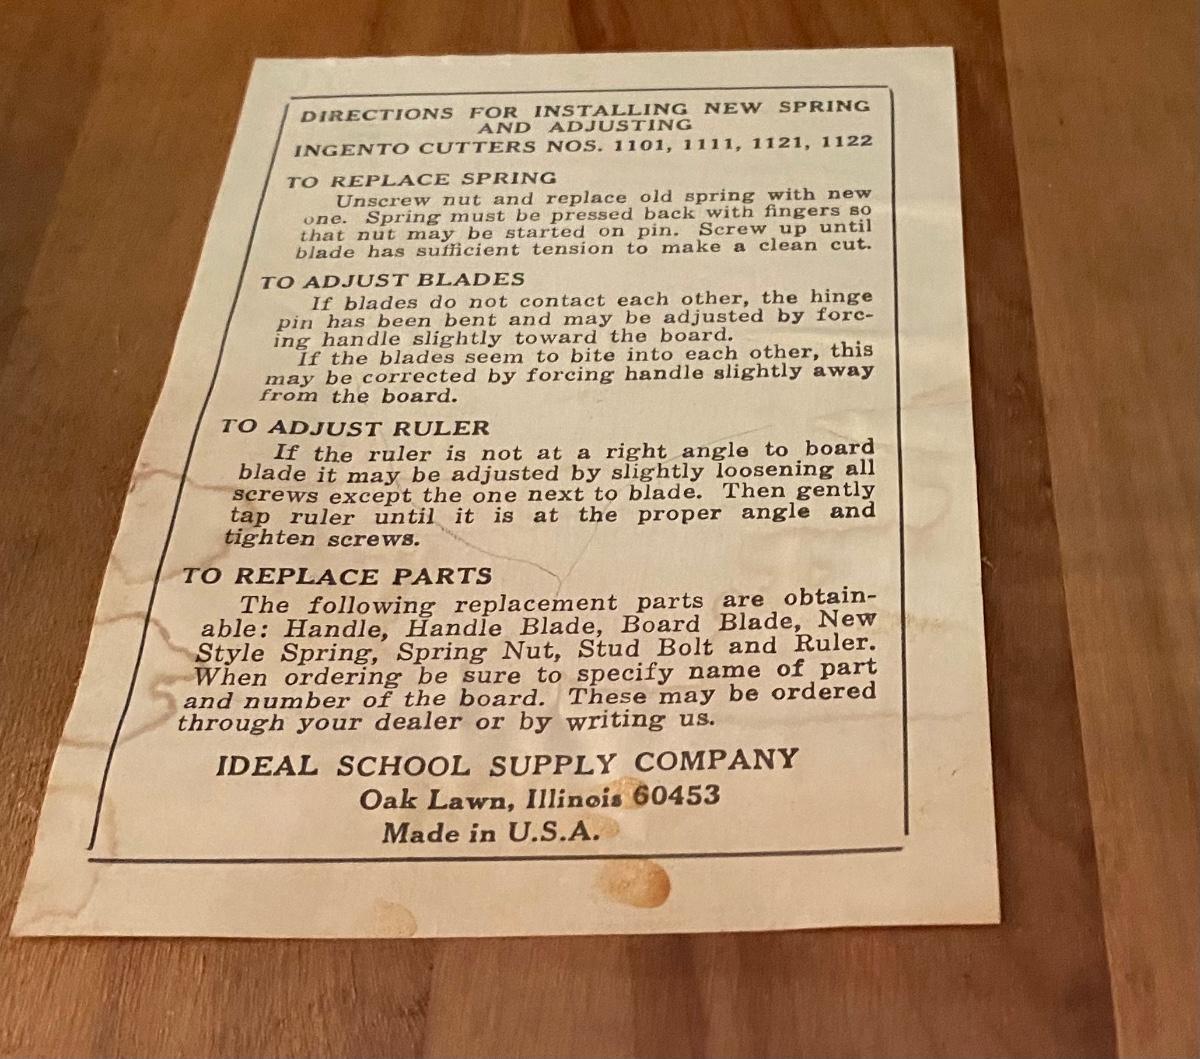 DIRECTIONS FOR INSTALLING NEW SPRING
AND ADJUSTING
INGENTO CUTTERS NOS. 1101, 1111, 1121, 1122
TO REPLACE SPRING
Unscrew nut and replace old spring with new
one. Spring must be pressed back with fingers so
that nut may be started on pin. Screw up until
blade has sufficient tension to make a clean cut.
TO ADJUST BLADES
If blades do not contact each other, the hinge
pin has been bent and may be adjusted by forc-
ing handle slightly toward the board.
If the blades seem to bite into each other, this
may be corrected by forcing handle slightly away
from the board.
TO ADJUST RULER
If the ruler is not at a right angle to board
blade it may be adjusted by slightly loosening all
screws except the one next to blade. Then gently
tap ruler until it is at the proper angle and
tighten screws.
TO REPLACE PARTS
The following replacement parts are obtain-
able: Handle, Handle Blade, Board Blade, New
Style Spring, Spring Nut, Stud Bolt and Ruler.
When ordering be sure to specify name of part
and number of the board. These may be ordered
through your dealer or by writing us.
IDEAL SCHOOL SUPPLY COMPANY
Oak Lawn, Illinois 60453
Made in U.S.A.